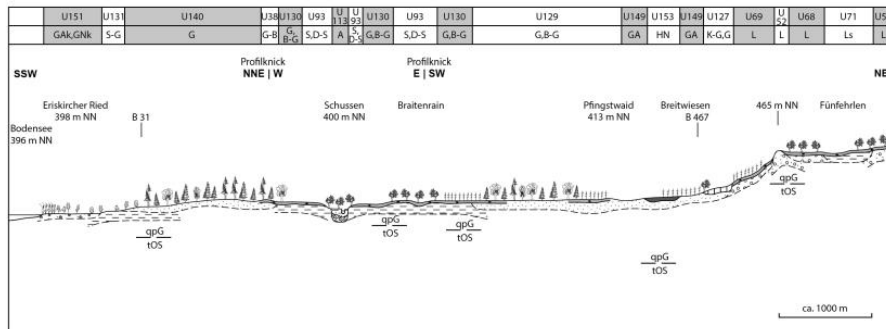 U151 U131 U140 U38 U130 U93 U113 U93 U130 U93 U130 U129 U149 U153 U149 U127 U69 U52 U68 U71
GAk,GNk S-G G G-B G,B-G S,D-S A S,D-S G,B-G S,D-S G,B-G G,B-G GA HN GA K-G,G L L L Ls L
SSW
Profilknick
NNE | W
Profilknick
E | SW
Eriskircher Ried
398 m NN
Bodensee
396 m NN
B 31
Schussen
400 m NN
Braitenrain
Pfingstwaid
413 m NN
Breitwiesen
B 467
465 m NN
Fünfehrlen
qpG
tOS
qpG
tOS
qpG
tOS
qpG
tOS
qpG
tOS
ca. 1000 m